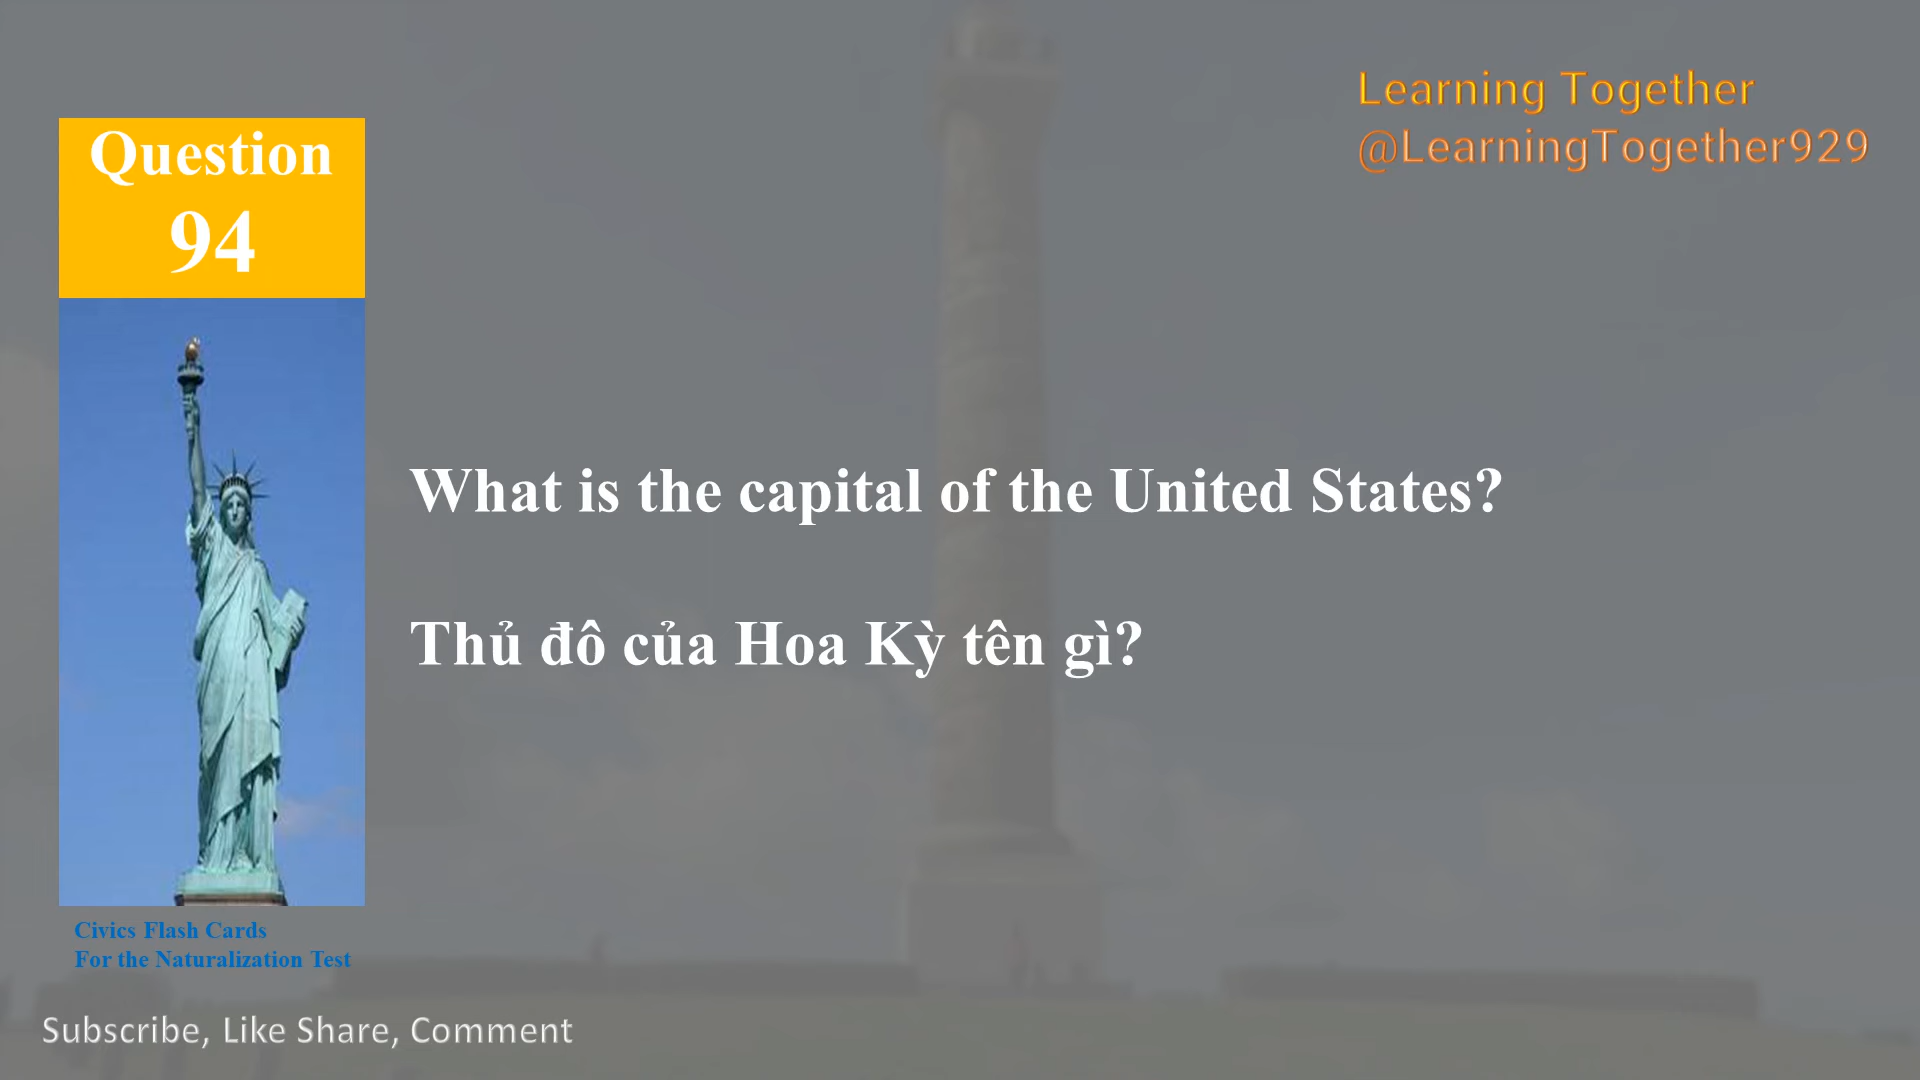 Learning Together
@LearningTogether929
Question
94
What is the capital of the United States?
Thủ đô của Hoa Kỳ tên gì?
Civics Flash Cards
For the Naturalization Test
Subscribe, Like Share, Comment